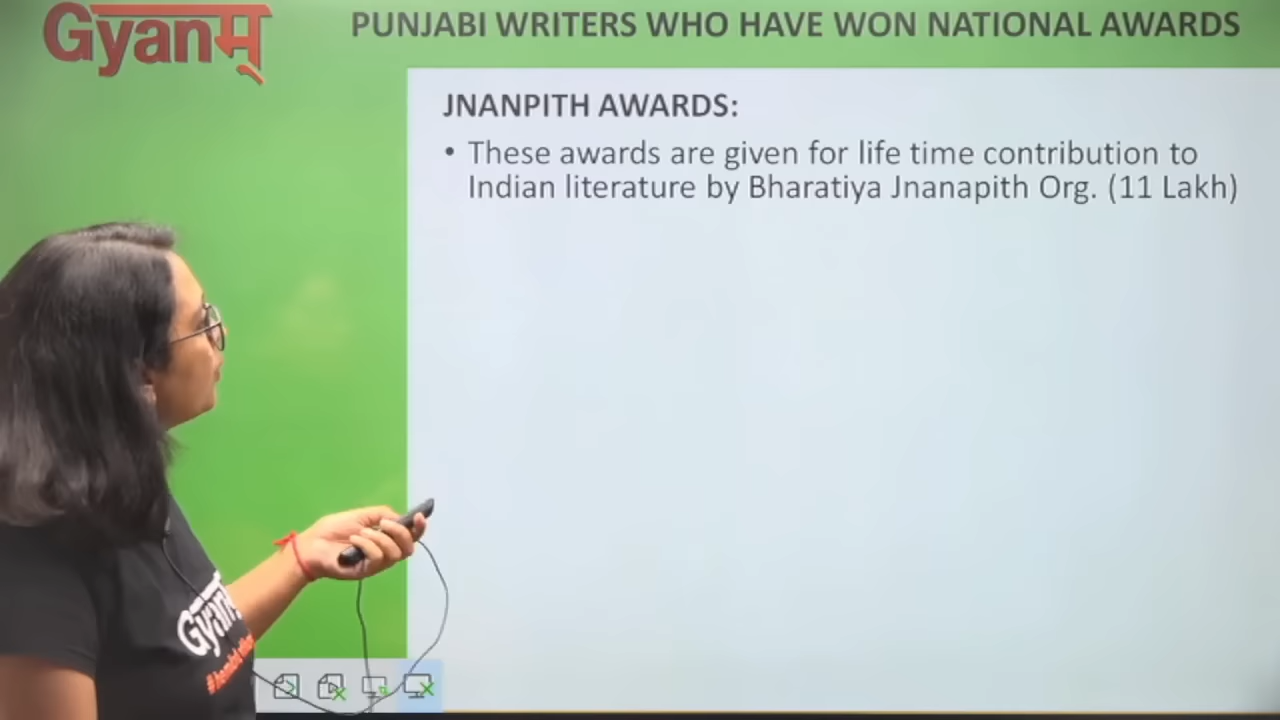 Gyanम्
PUNJABI WRITERS WHO HAVE WON NATIONAL AWARDS
JNANPITH AWARDS:
• These awards are given for life time contribution to
Indian literature by Bharatiya Jnanapith Org. (11 Lakh)
Gyanम्